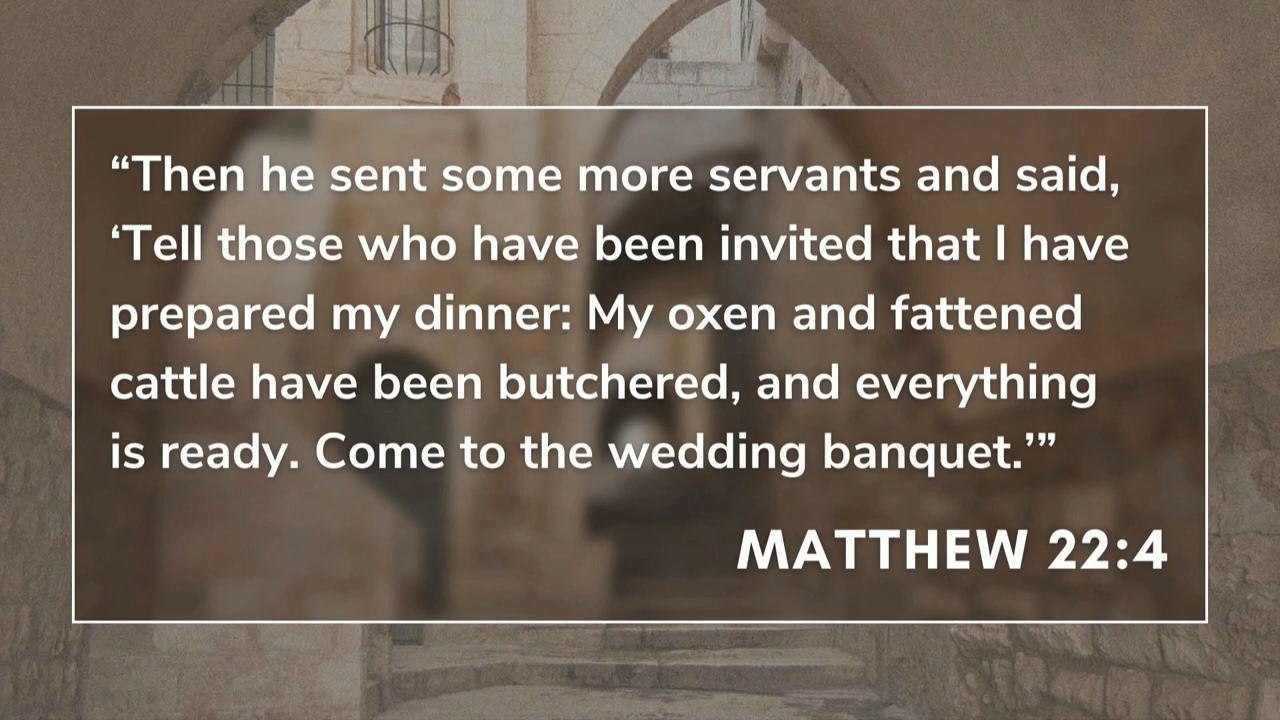 “Then he sent some more servants and said,
‘Tell those who have been invited that I have
prepared my dinner: My oxen and fattened
cattle have been butchered, and everything
is ready. Come to the wedding banquet.’”
MATTHEW 22:4